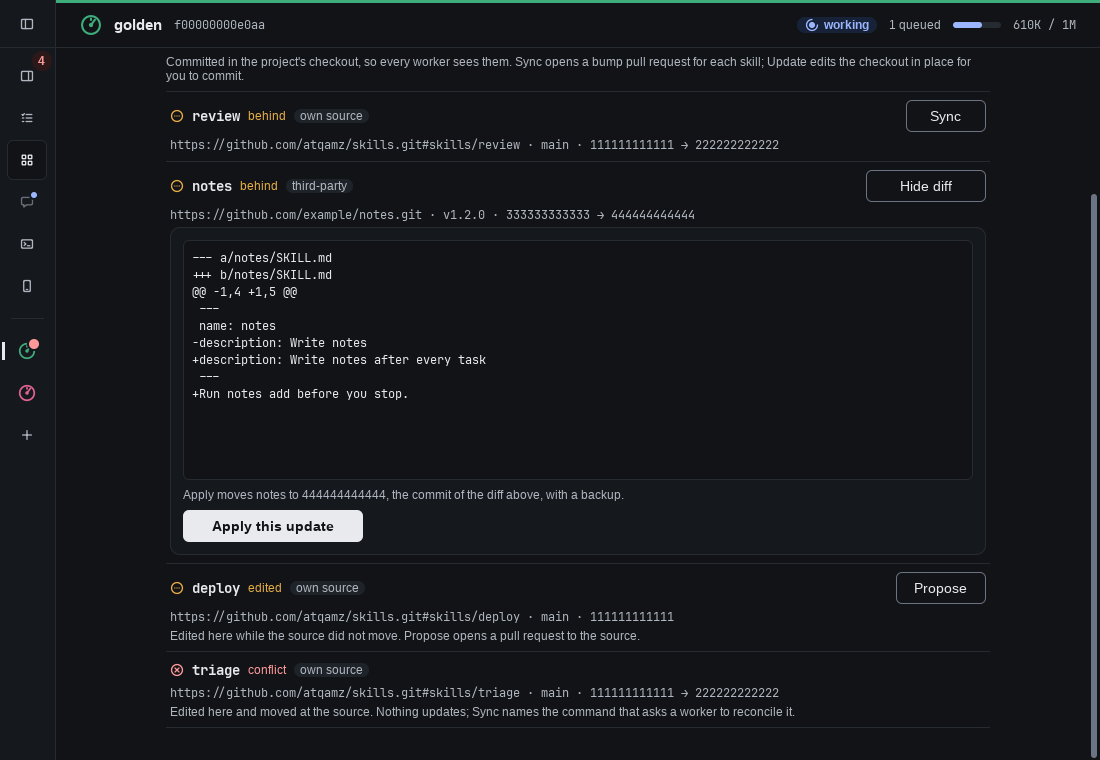 golden f00000000e0aa working 1 queued 610K / 1M
4
Committed in the project's checkout, so every worker sees them. Sync opens a bump pull request for each skill; Update edits the checkout in place for
you to commit.
review behind own source Sync
https://github.com/atqamz/skills.git#skills/review · main · 111111111111 → 222222222222
notes behind third-party Hide diff
https://github.com/example/notes.git · v1.2.0 · 333333333333 → 444444444444
--- a/notes/SKILL.md
+++ b/notes/SKILL.md
@@ -1,4 +1,5 @@
---
name: notes
-description: Write notes
+description: Write notes after every task
---
+Run notes add before you stop.
Apply moves notes to 444444444444, the commit of the diff above, with a backup.
Apply this update
deploy edited own source Propose
https://github.com/atqamz/skills.git#skills/deploy · main · 111111111111
Edited here while the source did not move. Propose opens a pull request to the source.
triage conflict own source
https://github.com/atqamz/skills.git#skills/triage · main · 111111111111 → 222222222222
Edited here and moved at the source. Nothing updates; Sync names the command that asks a worker to reconcile it.